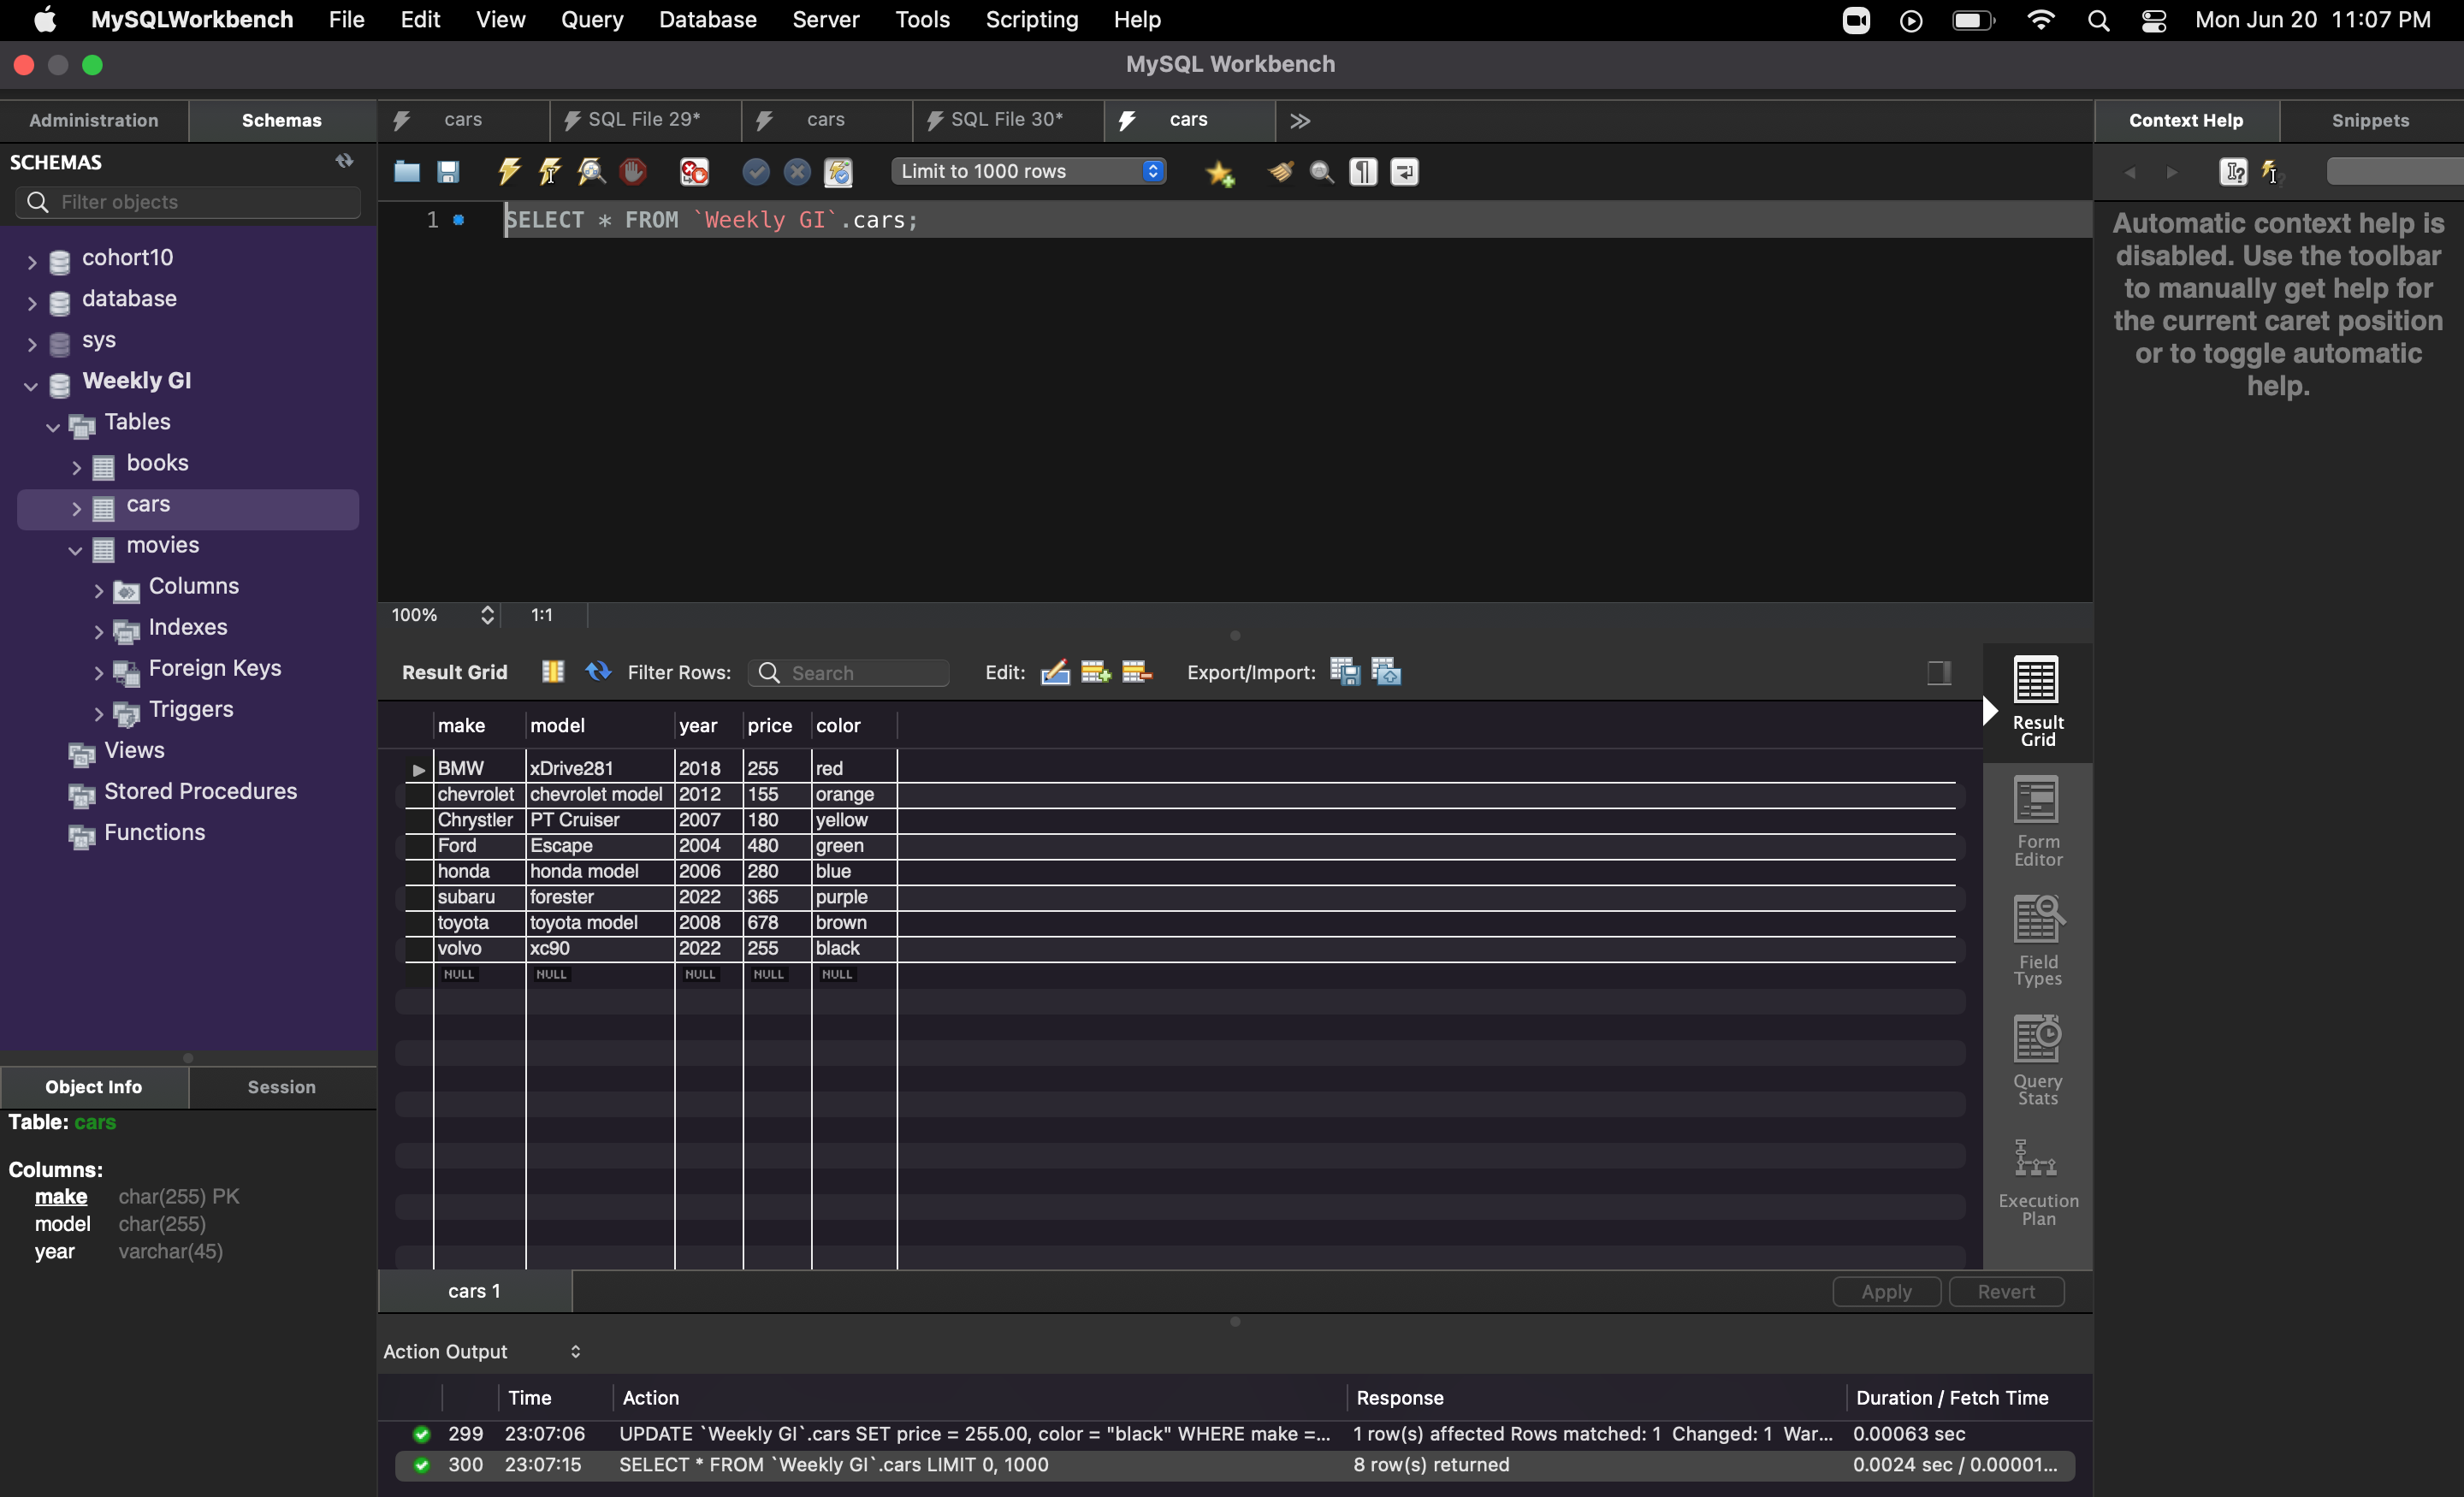 MySQLWorkbench File Edit View Query Database Server Tools Scripting Help Mon Jun 20 11:07 PM
MySQL Workbench
Administration Schemas
SCHEMAS
Filter objects
cohort10
database
sys
Weekly GI
Tables
books
cars
movies
Columns
Indexes
Foreign Keys
Triggers
Views
Stored Procedures
Functions
Object Info Session
Table: cars
Columns:
make char(255) PK
model char(255)
year varchar(45)
cars SQL File 29* cars SQL File 30* cars
Limit to 1000 rows
1 SELECT * FROM `Weekly GI`.cars;
100% 1:1
Result Grid Filter Rows: Search Edit: Export/Import:
make model year price color
BMW xDrive281 2018 255 red
chevrolet chevrolet model 2012 155 orange
Chrystler PT Cruiser 2007 180 yellow
Ford Escape 2004 480 green
honda honda model 2006 280 blue
subaru forester 2022 365 purple
toyota toyota model 2008 678 brown
volvo xc90 2022 255 black
NULL NULL NULL NULL NULL
Result
Grid
Form
Editor
Field
Types
Query
Stats
Execution
Plan
cars 1 Apply Revert
Action Output
Time Action Response Duration / Fetch Time
299 23:07:06 UPDATE `Weekly GI`.cars SET price = 255.00, color = "black" WHERE make =... 1 row(s) affected Rows matched: 1 Changed: 1 War... 0.00063 sec
300 23:07:15 SELECT * FROM `Weekly GI`.cars LIMIT 0, 1000 8 row(s) returned 0.0024 sec / 0.00001...
Context Help Snippets
Automatic context help is
disabled. Use the toolbar
to manually get help for
the current caret position
or to toggle automatic
help.